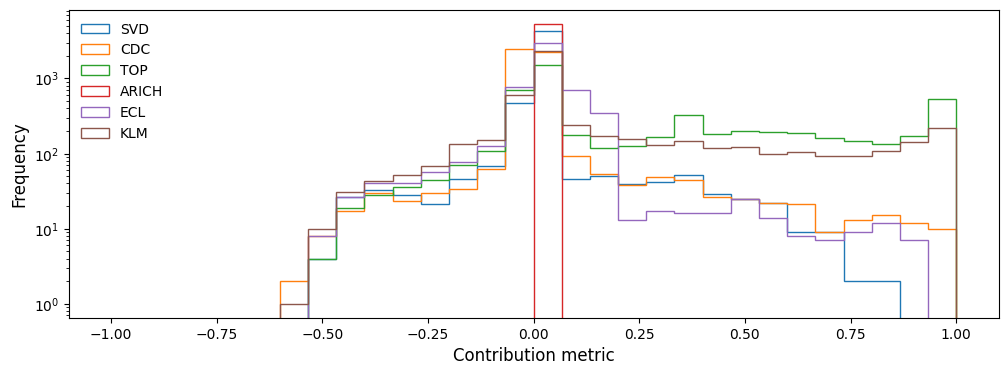 SVD
CDC
TOP
ARICH
ECL
KLM
Frequency
10³
10²
10¹
10⁰
−1.00 −0.75 −0.50 −0.25 0.00 0.25 0.50 0.75 1.00
Contribution metric